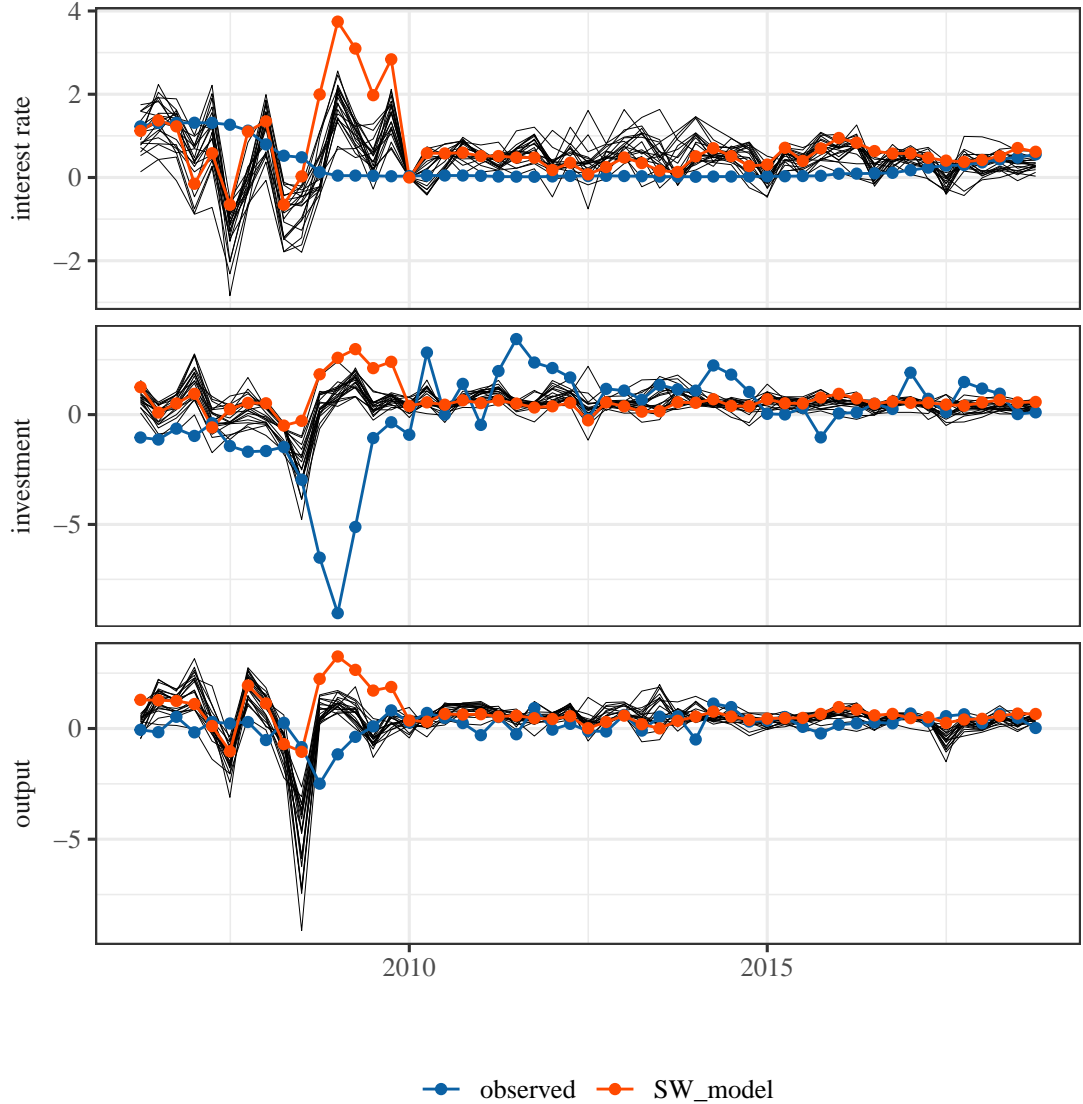 4
2
0
−2
interest rate
0
−5
investment
0
−5
output
2010 2015
observed SW_model